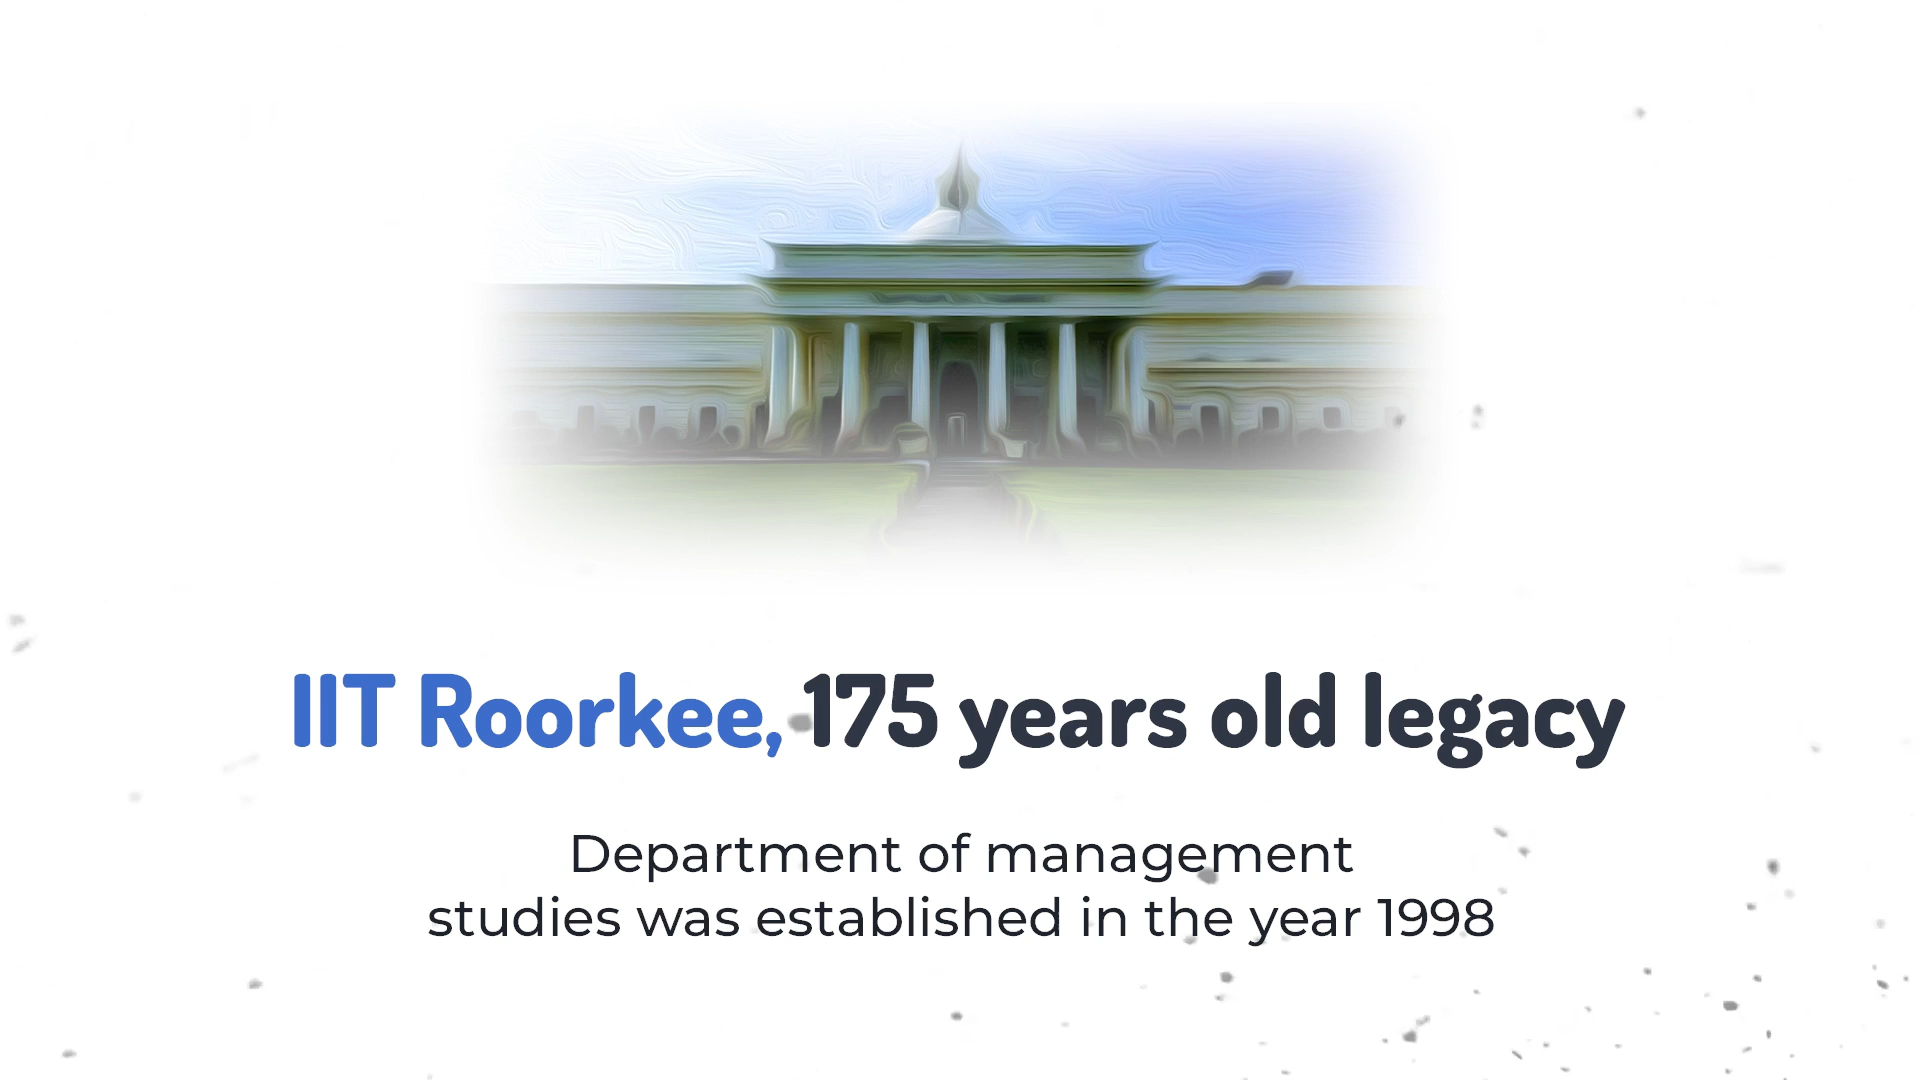 IIT Roorkee, 175 years old legacy
Department of management
studies was established in the year 1998